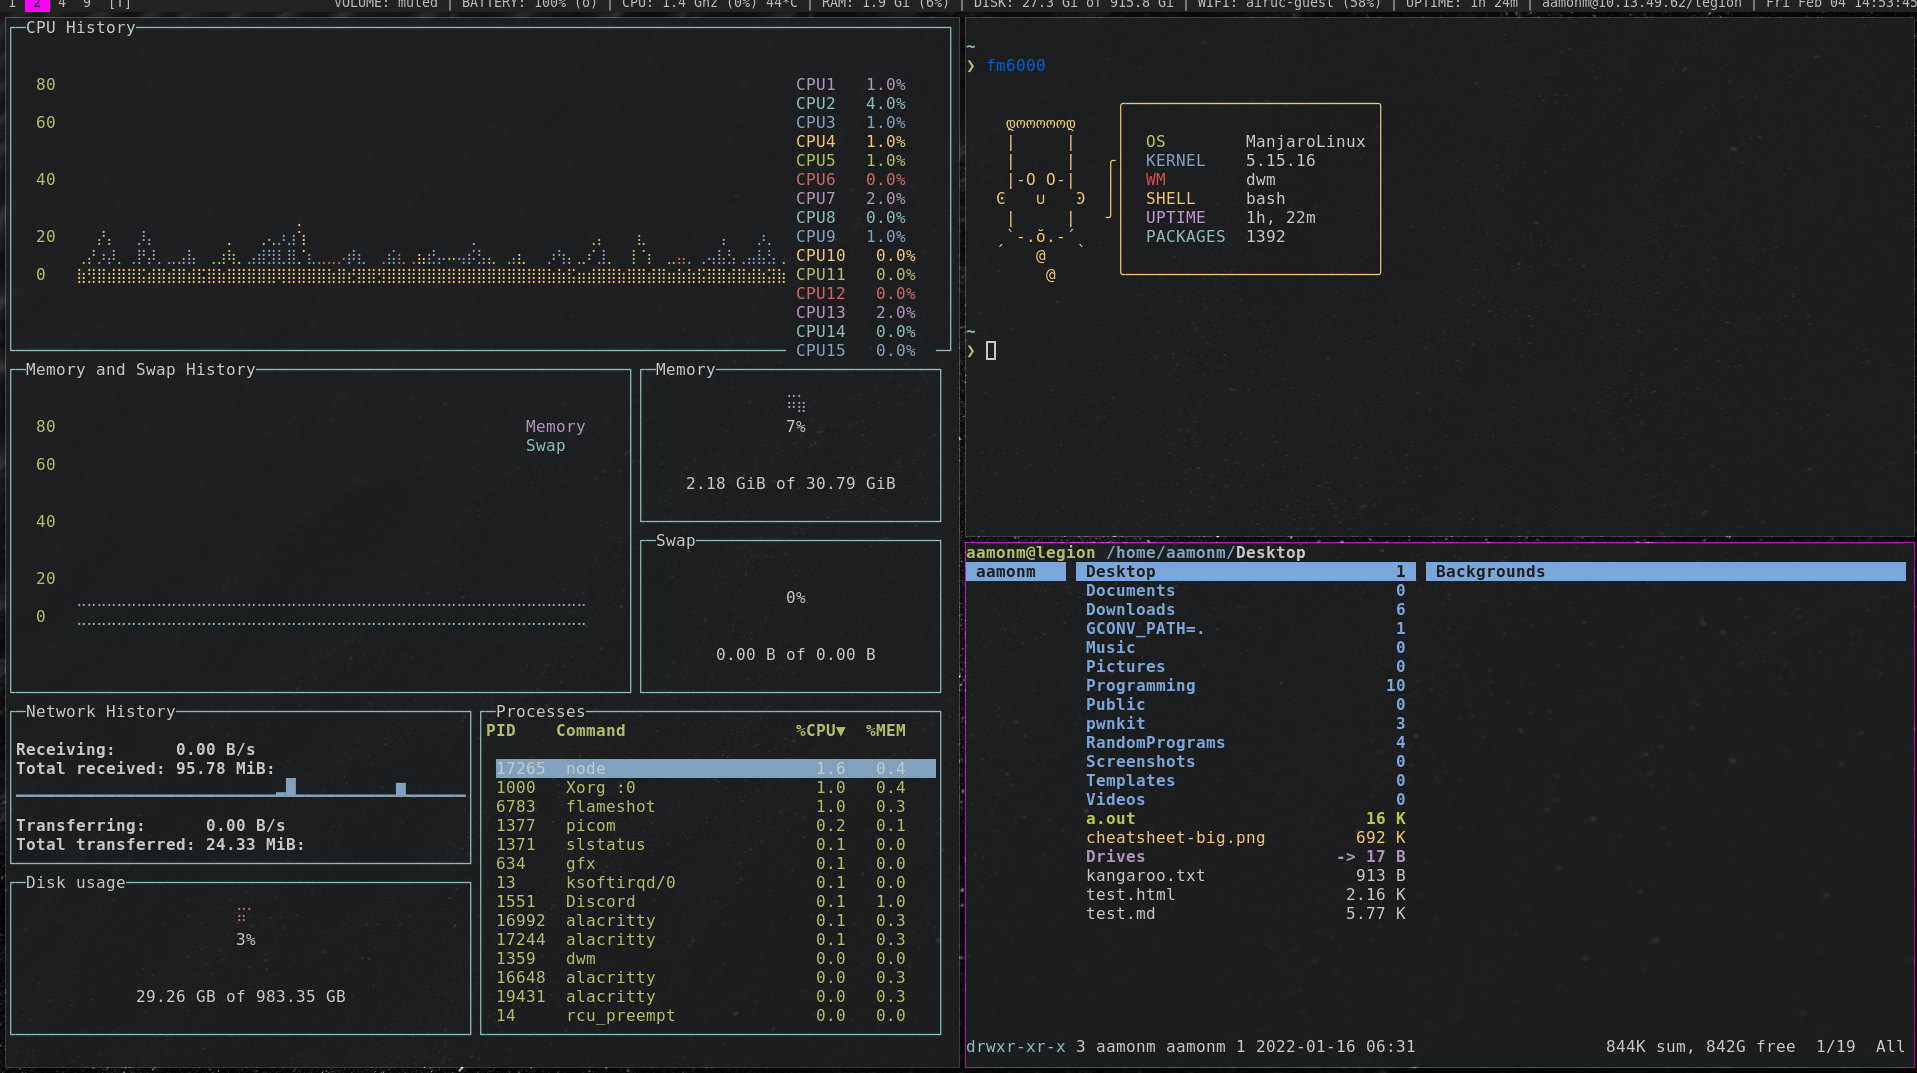 1 2 4 9 [T] VOLUME: muted | BATTERY: 100% (o) | CPU: 1.4 Ghz (0%) 44*C | RAM: 1.9 Gi (6%) | DISK: 27.3 Gi of 915.8 Gi | WIFI: airuc-guest (58%) | UPTIME: 1h 24m | aamonm@10.13.49.62/legion | Fri Feb 04 14:53:45
CPU History
80
60
40
20
0
CPU1 1.0%
CPU2 4.0%
CPU3 1.0%
CPU4 1.0%
CPU5 1.0%
CPU6 0.0%
CPU7 2.0%
CPU8 0.0%
CPU9 1.0%
CPU10 0.0%
CPU11 0.0%
CPU12 0.0%
CPU13 2.0%
CPU14 0.0%
CPU15 0.0%
Memory and Swap History
80
60
40
20
0
Memory
Swap
Memory
7%
2.18 GiB of 30.79 GiB
Swap
0%
0.00 B of 0.00 B
Network History
Receiving: 0.00 B/s
Total received: 95.78 MiB:
Transferring: 0.00 B/s
Total transferred: 24.33 MiB:
Disk usage
3%
29.26 GB of 983.35 GB
Processes
PID Command %CPU▼ %MEM
17265 node 1.6 0.4
1000 Xorg :0 1.0 0.4
6783 flameshot 1.0 0.3
1377 picom 0.2 0.1
1371 slstatus 0.1 0.0
634 gfx 0.1 0.0
13 ksoftirqd/0 0.1 0.0
1551 Discord 0.1 1.0
16992 alacritty 0.1 0.3
17244 alacritty 0.1 0.3
1359 dwm 0.0 0.0
16648 alacritty 0.0 0.3
19431 alacritty 0.0 0.3
14 rcu_preempt 0.0 0.0
~
❯ fm6000
OS ManjaroLinux
KERNEL 5.15.16
WM dwm
SHELL bash
UPTIME 1h, 22m
PACKAGES 1392
~
❯
aamonm@legion /home/aamonm/Desktop
aamonm Desktop 1 Backgrounds
Documents 0
Downloads 6
GCONV_PATH=. 1
Music 0
Pictures 0
Programming 10
Public 0
pwnkit 3
RandomPrograms 4
Screenshots 0
Templates 0
Videos 0
a.out 16 K
cheatsheet-big.png 692 K
Drives -> 17 B
kangaroo.txt 913 B
test.html 2.16 K
test.md 5.77 K
drwxr-xr-x 3 aamonm aamonm 1 2022-01-16 06:31 844K sum, 842G free 1/19 All